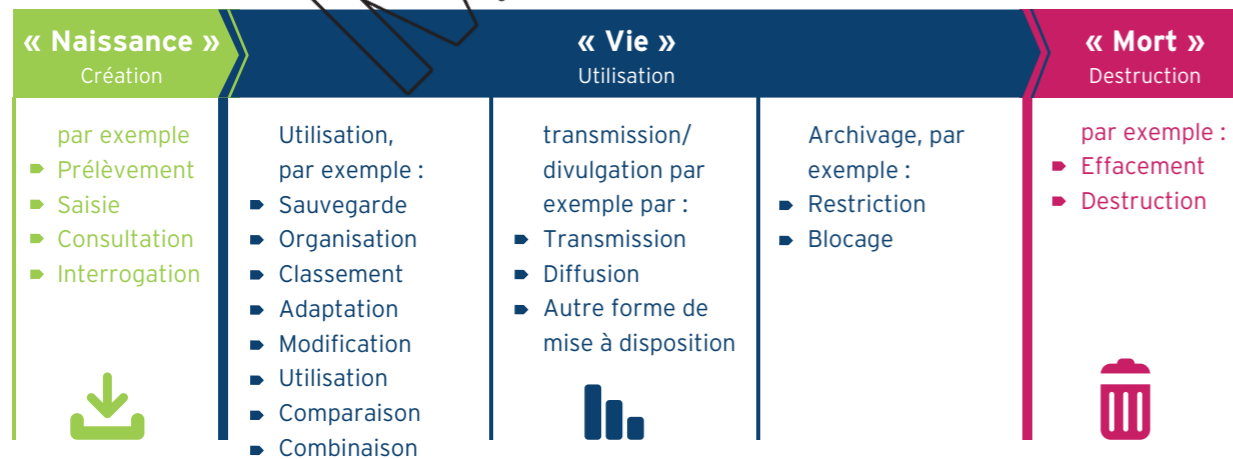 « Naissance »
Création
par exemple
Prélèvement
Saisie
Consultation
Interrogation
« Vie »
Utilisation
Utilisation,
par exemple :
Sauvegarde
Organisation
Classement
Adaptation
Modification
Utilisation
Comparaison
Combinaison
transmission/
divulgation par
exemple par :
Transmission
Diffusion
Autre forme de
mise à disposition
Archivage, par
exemple :
Restriction
Blocage
« Mort »
Destruction
par exemple :
Effacement
Destruction